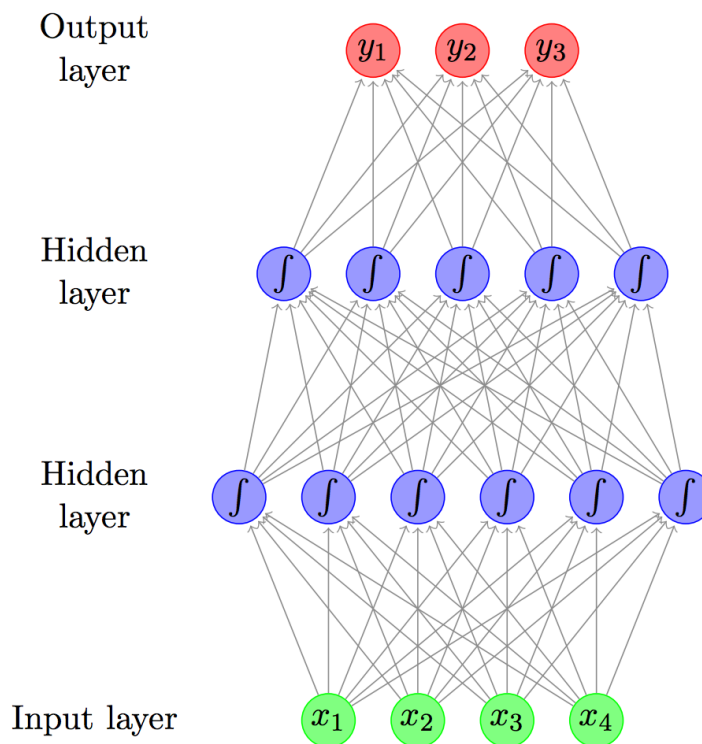 Output
layer
y₁ y₂ y₃
Hidden
layer
∫ ∫ ∫ ∫ ∫
Hidden
layer
∫ ∫ ∫ ∫ ∫ ∫
Input layer
x₁ x₂ x₃ x₄